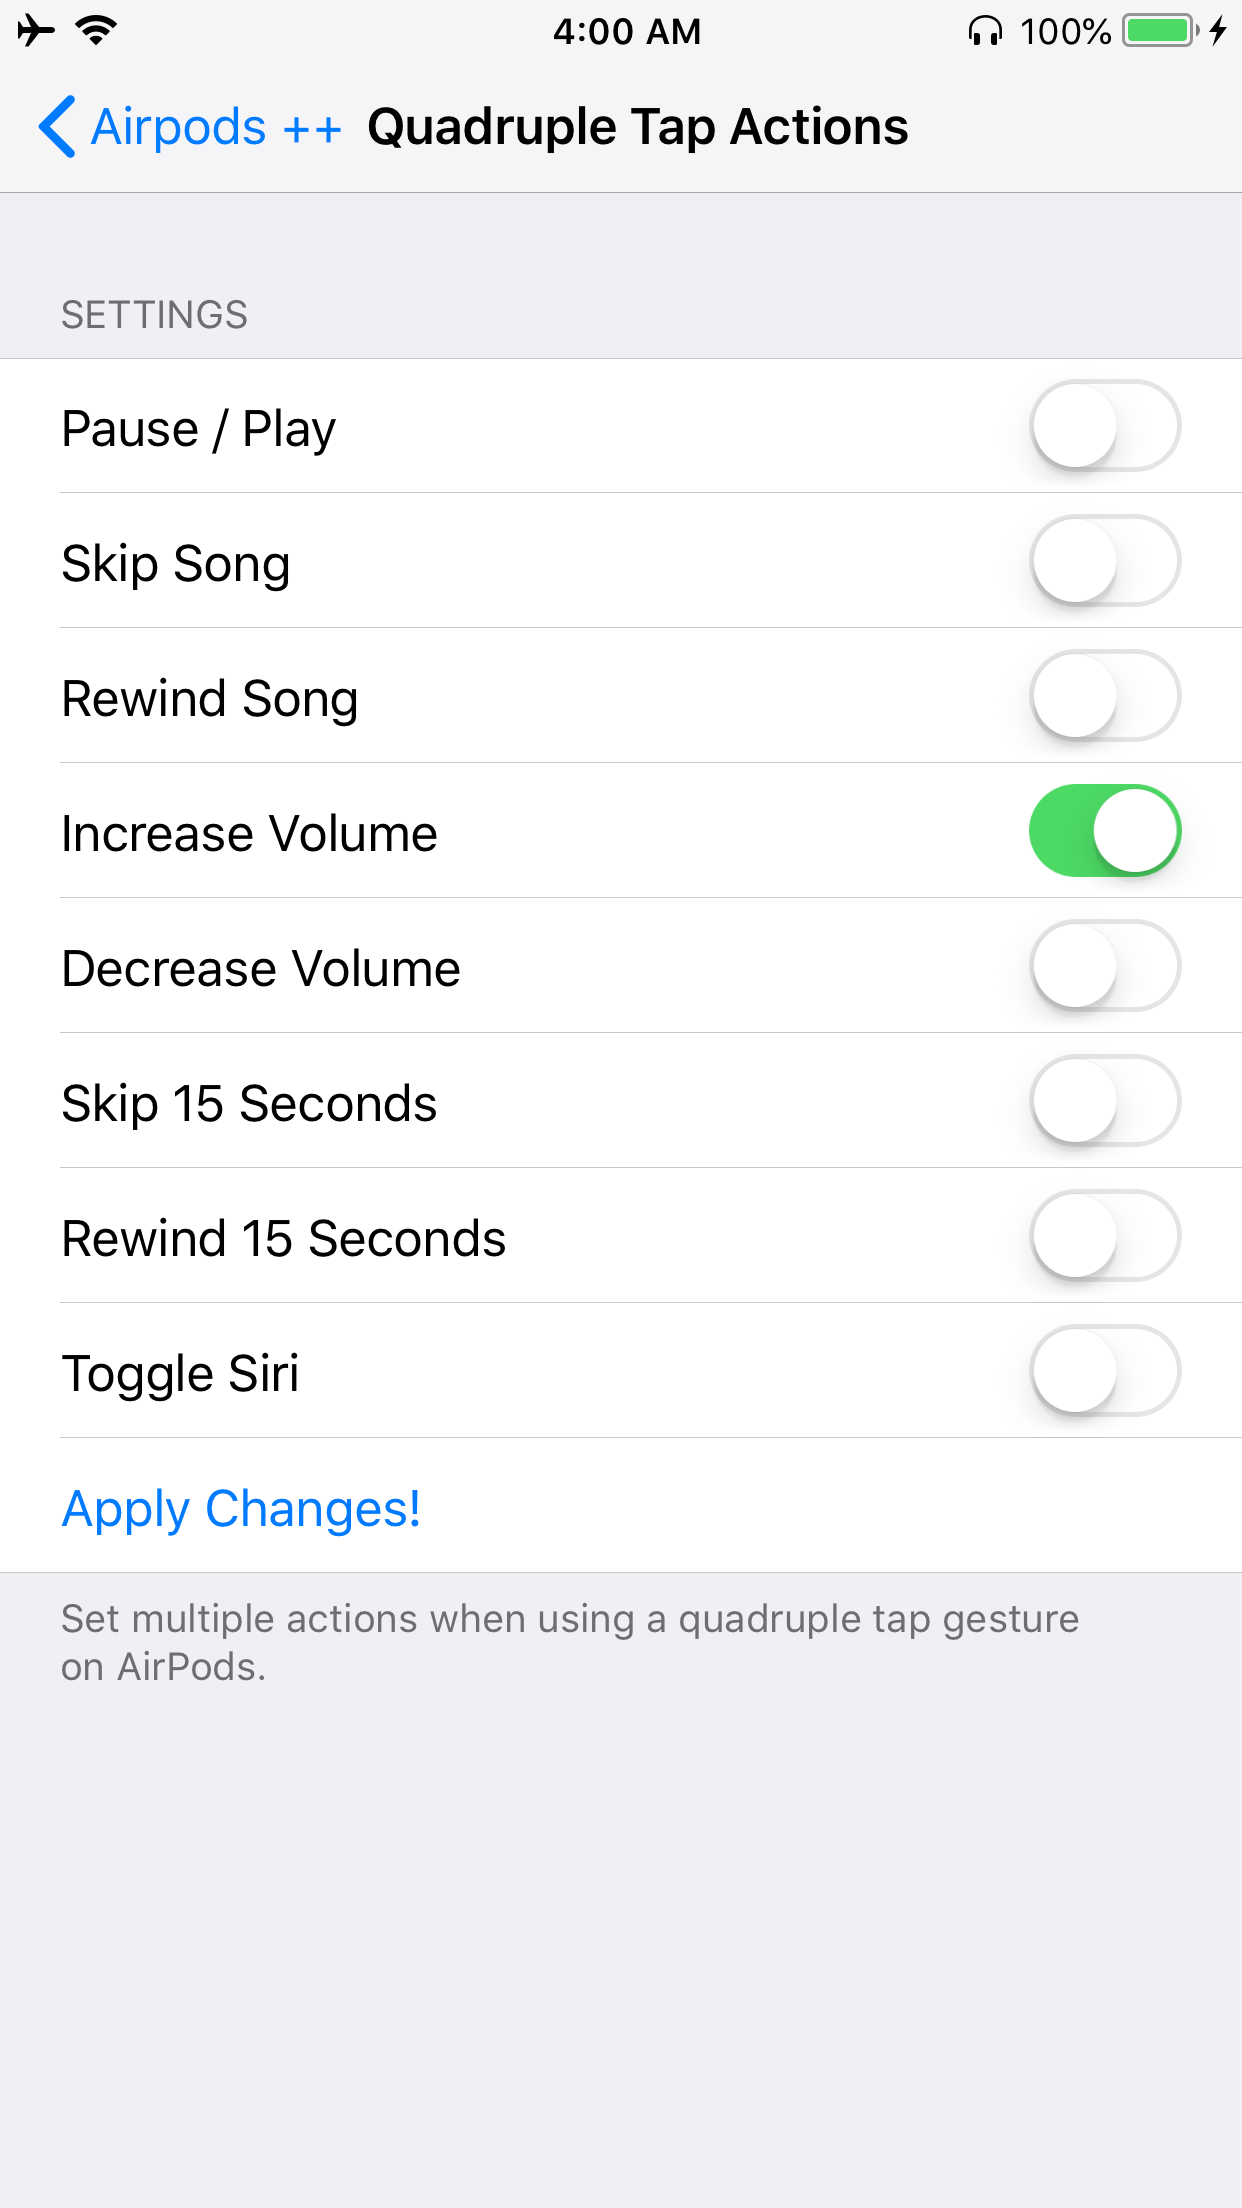 4:00 AM 100%
Airpods ++ Quadruple Tap Actions
SETTINGS
Pause / Play
Skip Song
Rewind Song
Increase Volume
Decrease Volume
Skip 15 Seconds
Rewind 15 Seconds
Toggle Siri
Apply Changes!
Set multiple actions when using a quadruple tap gesture
on AirPods.